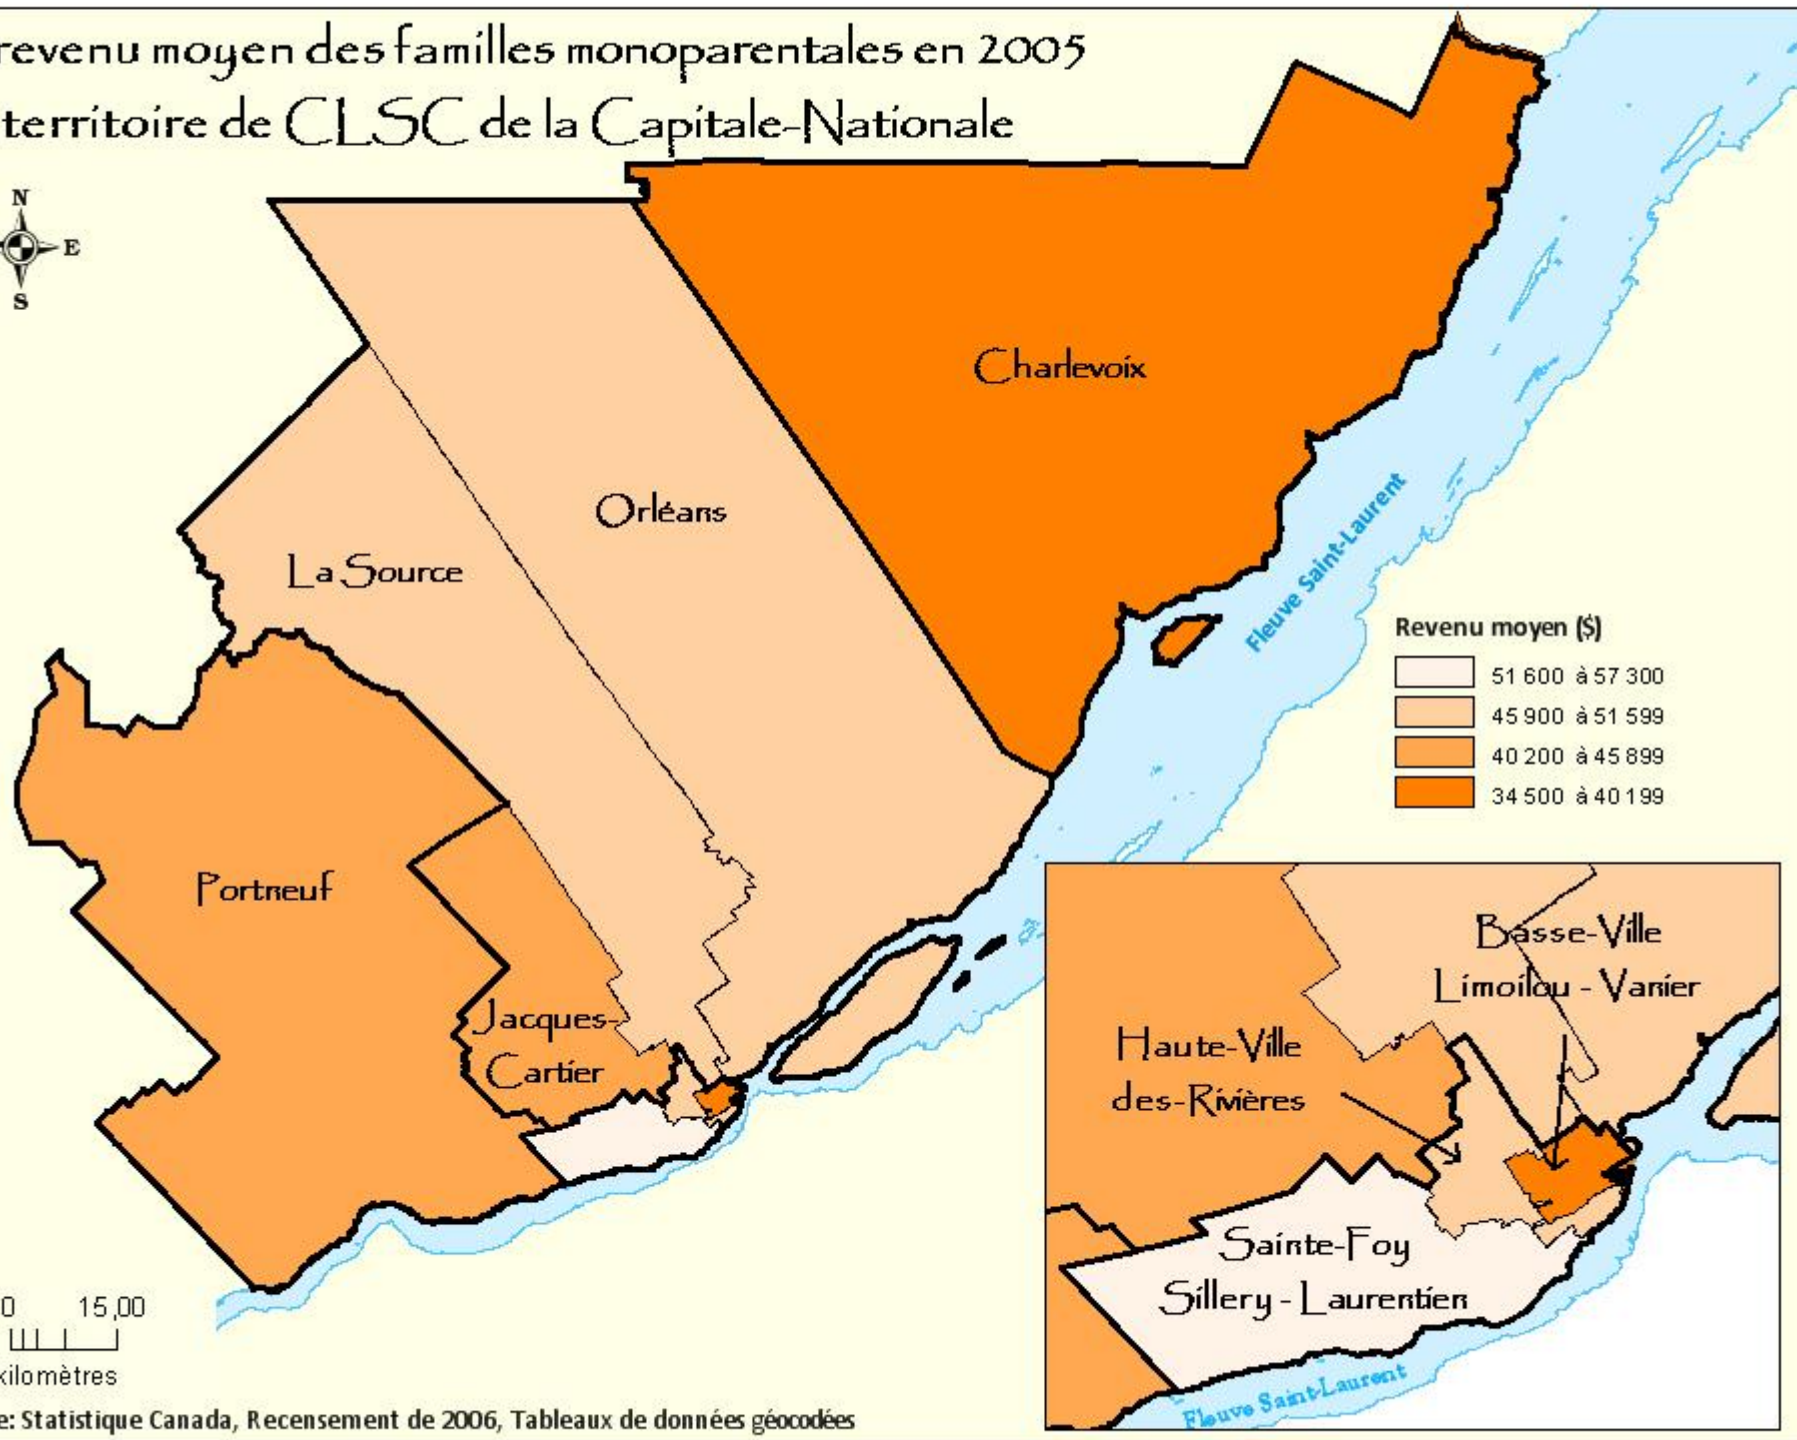 revenu moyen des familles monoparentales en 2005
territoire de CLSC de la Capitale-Nationale
N
E
S
Charlevoix
Orléans
La Source
Fleuve Saint-Laurent
Revenu moyen ($)
51 600 à 57 300
45 900 à 51 599
40 200 à 45 899
34 500 à 40 199
Portneuf
Jacques-
Cartier
Basse-Ville
Limoilou - Vanier
Haute-Ville
des-Rivières
Sainte-Foy
Sillery - Laurentien
Fleuve Saint-Laurent
0 15,00
kilomètres
e: Statistique Canada, Recensement de 2006, Tableaux de données géocodées